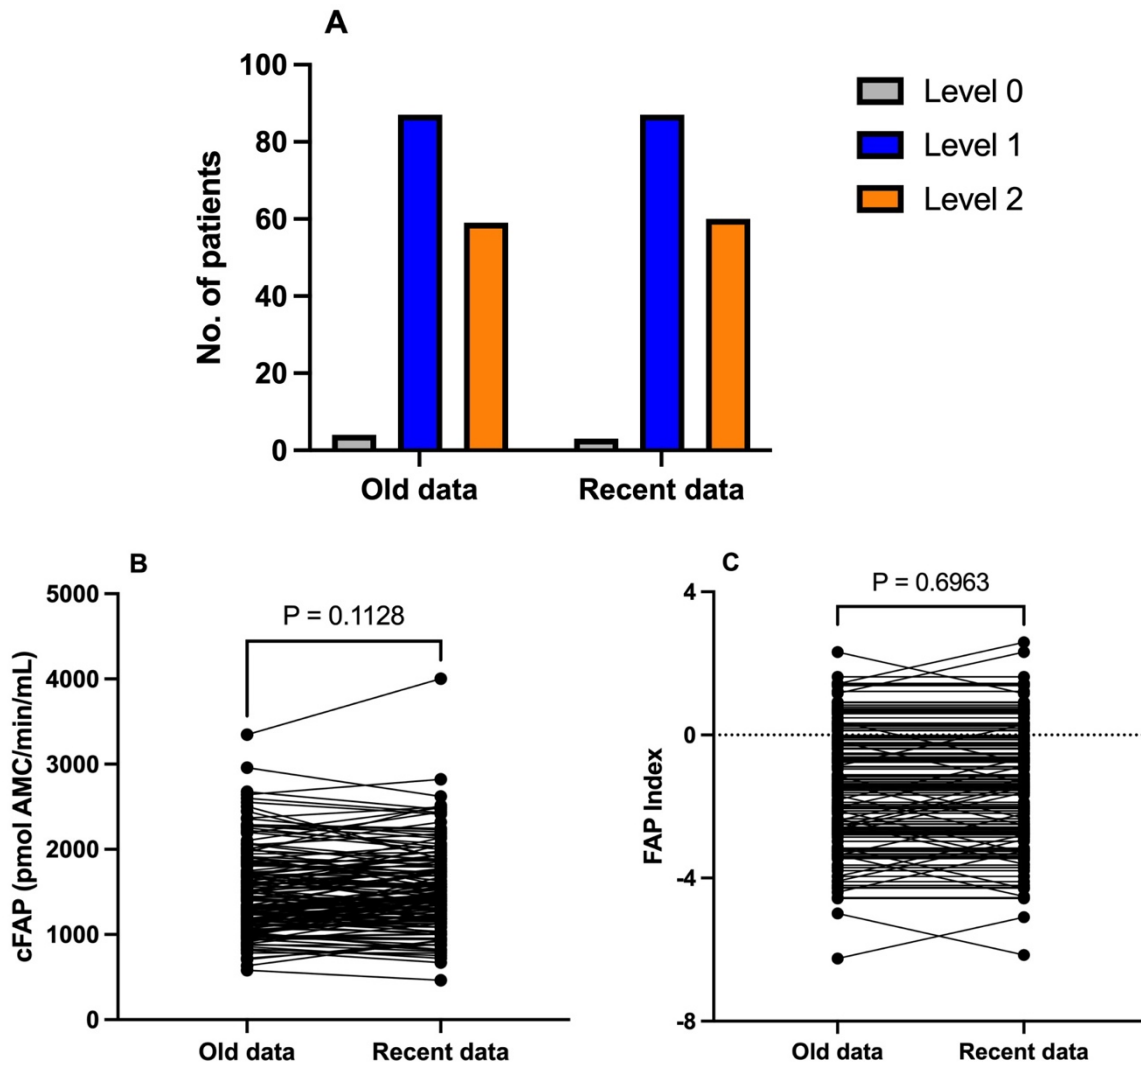 A
100
80
60
40
20
0
No. of patients
Old data
Recent data
Level 0
Level 1
Level 2
B
5000
4000
3000
2000
1000
0
cFAP (pmol AMC/min/mL)
P = 0.1128
Old data
Recent data
C
4
0
-4
-8
FAP Index
P = 0.6963
Old data
Recent data